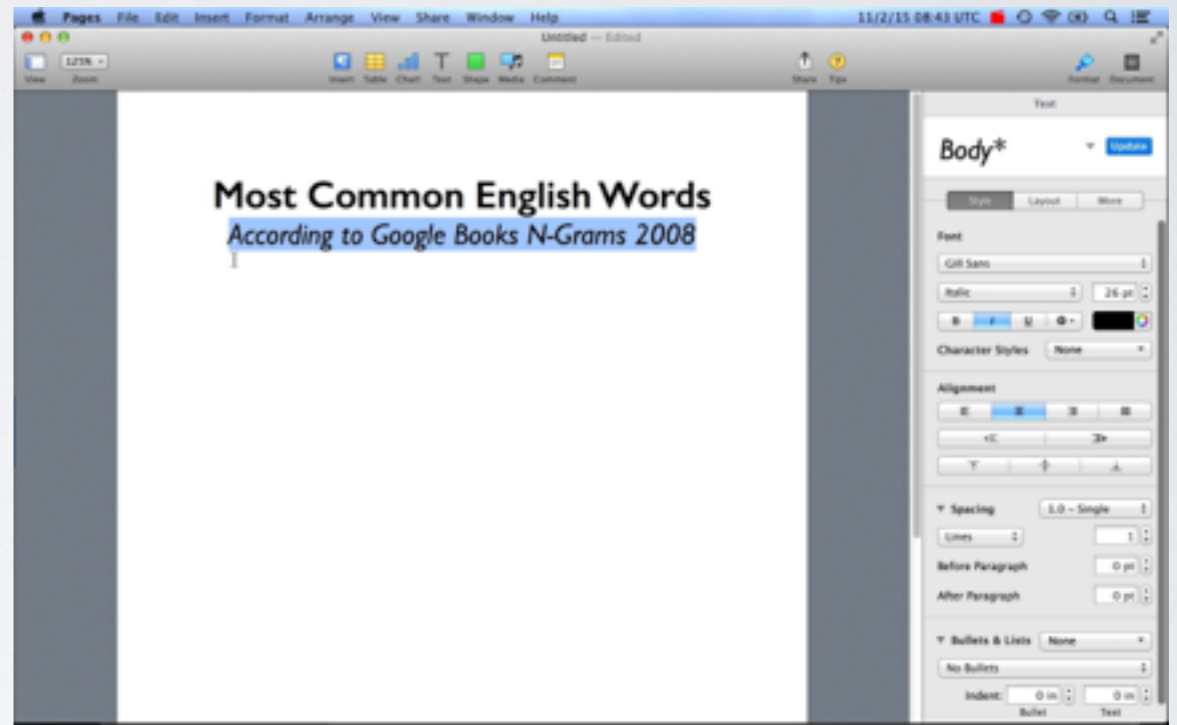 Pages File Edit Insert Format Arrange View Share Window Help 11/2/15 08:43 UTC
Untitled — Edited
125%
View Zoom Insert Table Chart Text Shape Media Comment Share Tips Format Document
Text
Body* Update
Most Common English Words
According to Google Books N-Grams 2008
Style Layout More
Font
Gill Sans
Italic 26 pt
B I U
Character Styles None
Alignment
Spacing 1.0 – Single
Lines 1
Before Paragraph 0 pt
After Paragraph 0 pt
Bullets & Lists None
No Bullets
Indent: 0 in 0 in
Bullet Text